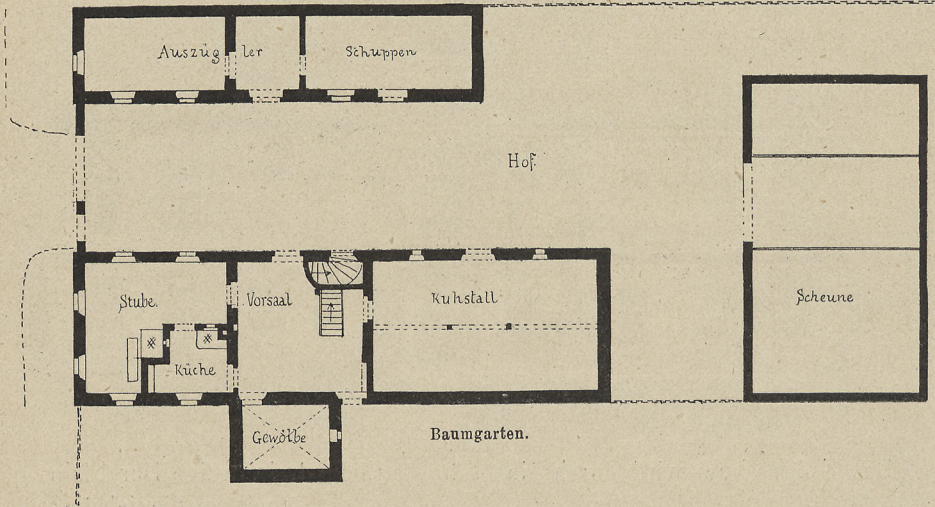 Auszügler
Schuppen
Hof.
Stube.
Vorsaal
Kuhstall
Scheune
Küche
Gewölbe
Baumgarten.